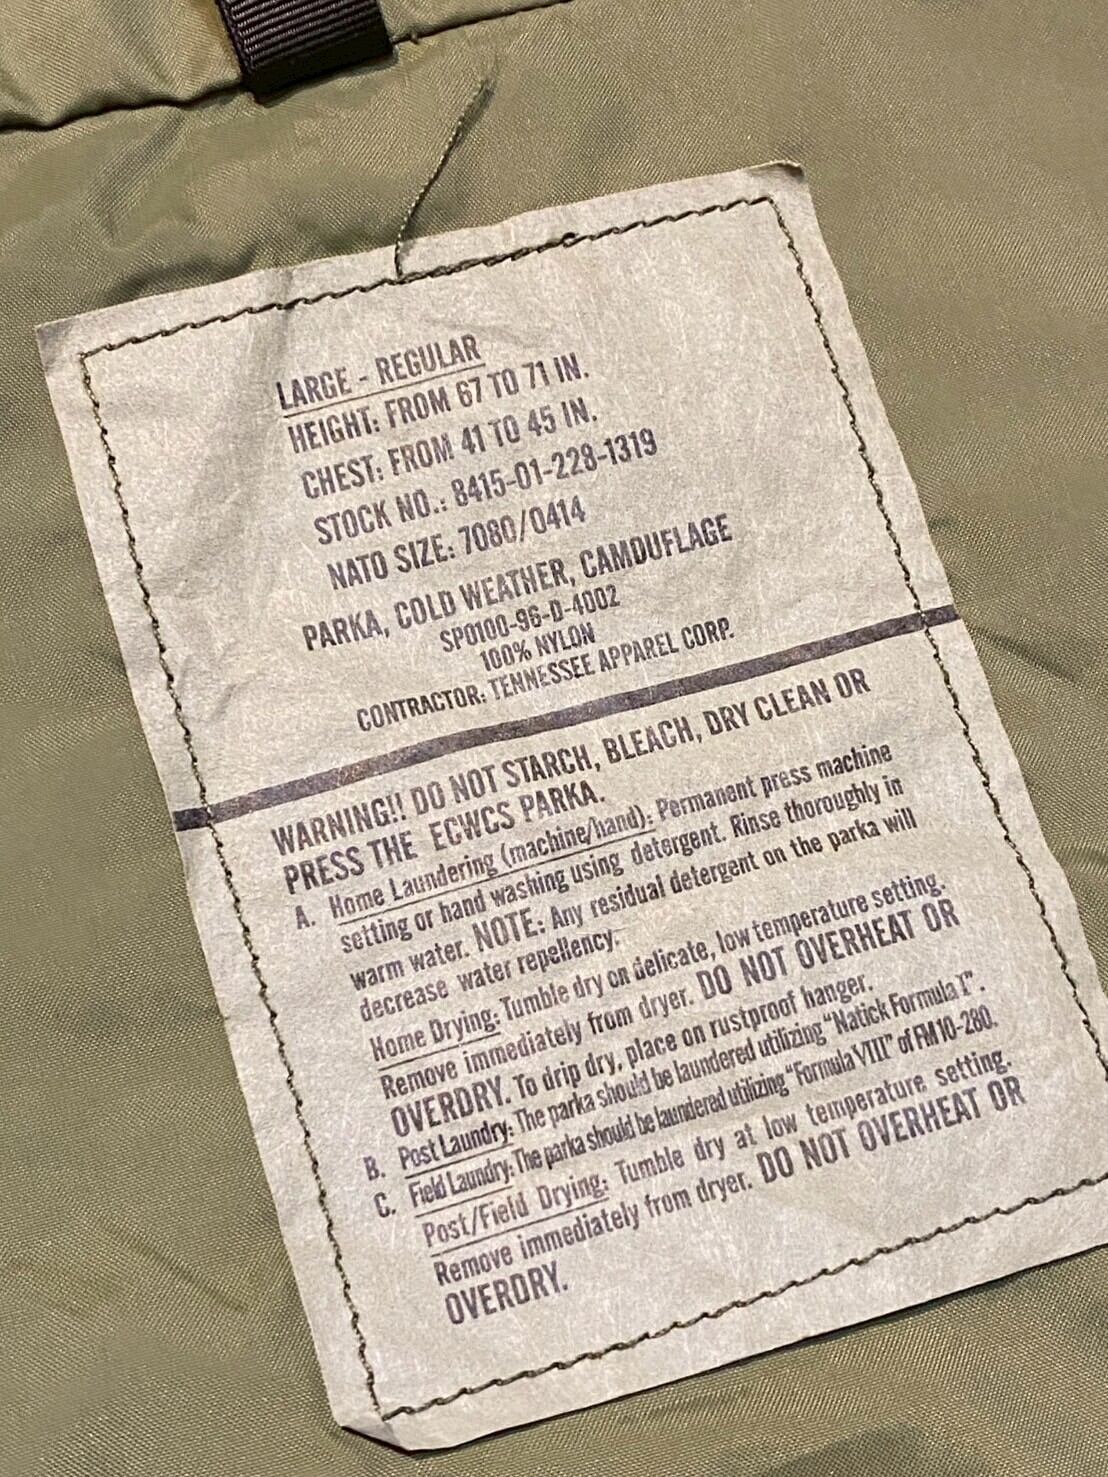 LARGE - REGULAR
HEIGHT: FROM 67 TO 71 IN.
CHEST: FROM 41 TO 45 IN.
STOCK NO.: 8415-01-228-1319
NATO SIZE: 7080/0414
PARKA, COLD WEATHER, CAMOUFLAGE
SPO100-96-D-4002
100% NYLON
CONTRACTOR: TENNESSEE APPAREL CORP.
WARNING!! DO NOT STARCH, BLEACH, DRY CLEAN OR
PRESS THE ECWCS PARKA.
A. Home Laundering (machine/hand): Permanent press machine
setting or hand washing using detergent. Rinse thoroughly in
warm water. NOTE: Any residual detergent on the parka will
decrease water repellency.
Home Drying: Tumble dry on delicate, low temperature setting.
Remove immediately from dryer. DO NOT OVERHEAT OR
OVERDRY. To drip dry, place on rustproof hanger.
B. Post Laundry: The parka should be laundered utilizing "Natick Formula I".
C. Field Laundry: The parka should be laundered utilizing "Formula VIII" of FM 10-280.
Post/Field Drying: Tumble dry at low temperature setting.
Remove immediately from dryer. DO NOT OVERHEAT OR
OVERDRY.